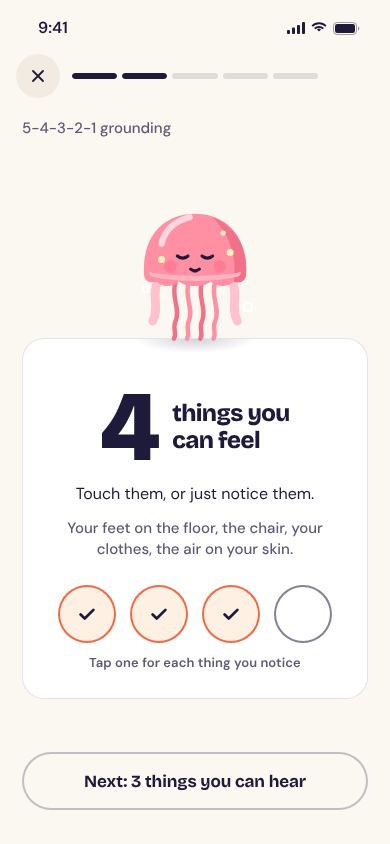 9:41
5-4-3-2-1 grounding
4 things you
can feel
Touch them, or just notice them.
Your feet on the floor, the chair, your
clothes, the air on your skin.
Tap one for each thing you notice
Next: 3 things you can hear